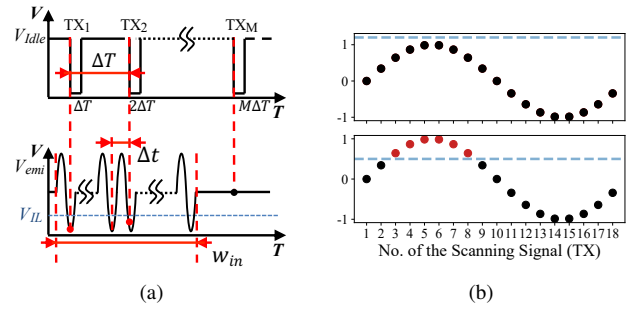 V
TX₁ TX₂ TX_M
V_Idle
ΔT
ΔT 2ΔT MΔT T
V
V_emi
Δt
V_IL
T
w_in
(a)
1
0
-1
1
0
-1
1 2 3 4 5 6 7 8 9 10 11 12 13 14 15 16 17 18
No. of the Scanning Signal (TX)
(b)